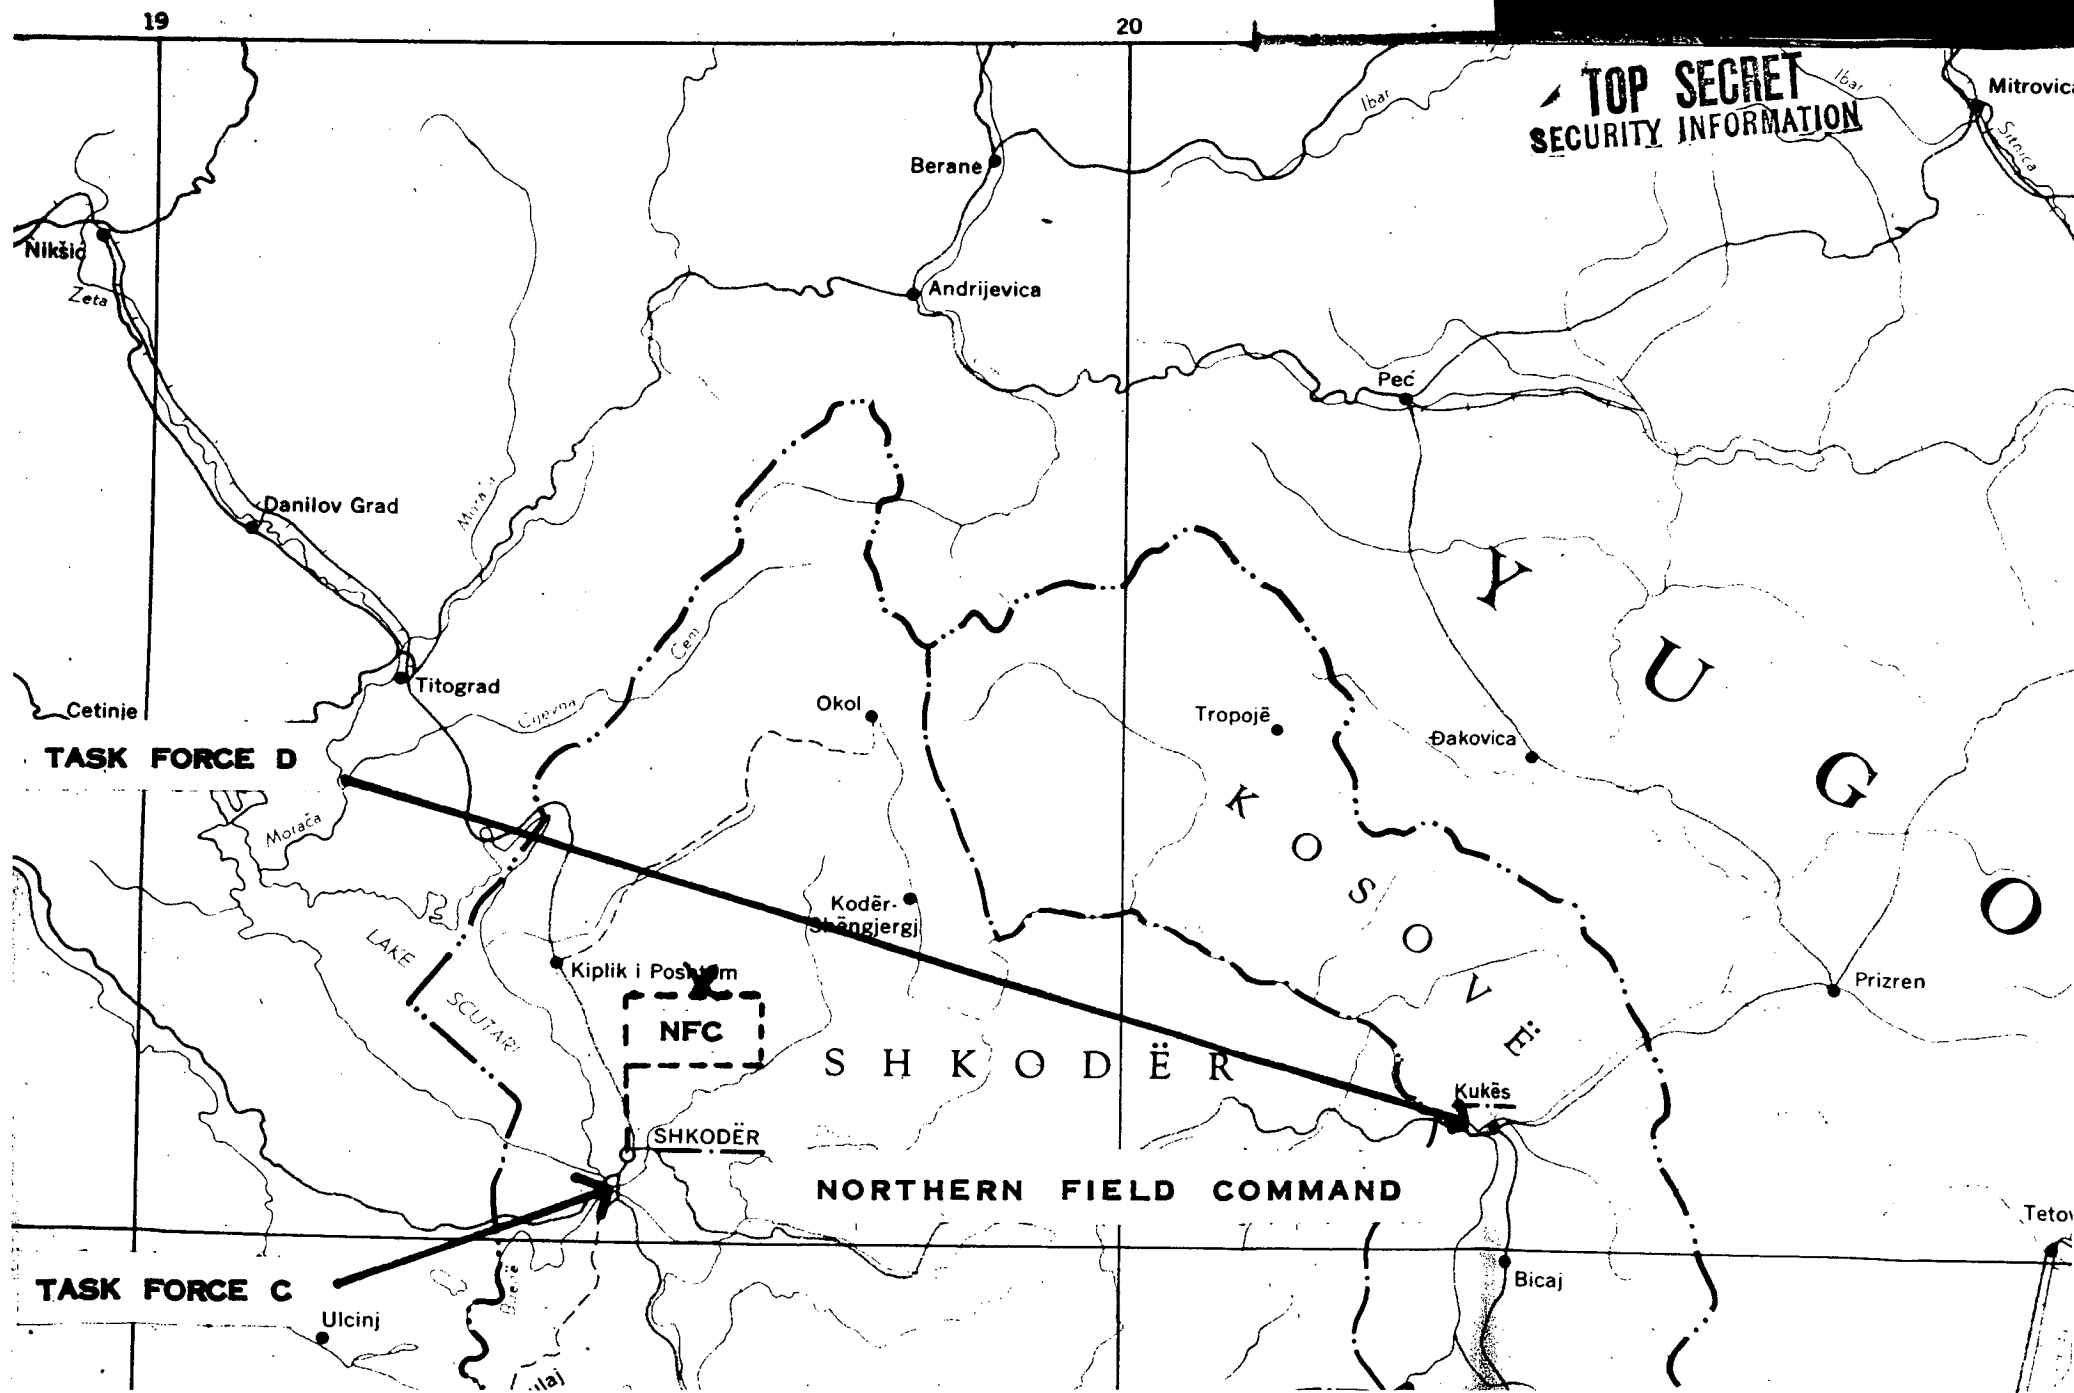 19
20
TOP SECRET
SECURITY INFORMATION
Ibar
Ibar
Mitrovica
Sitnica
Berane
Nikšić
Zeta
Andrijevica
Peć
Danilov Grad
Morača
Y U G O
Cem
Titograd
Cijevna
Cetinje
Okol
Tropojë
Đakovica
TASK FORCE D
K O S O V Ë
Morača
Kodër-
Shëngjergj
LAKE SCUTARI
Kiplik i Poshtëm
Prizren
NFC
SHKODËR
Kukës
SHKODËR
NORTHERN FIELD COMMAND
TASK FORCE C
Ulcinj
Bicaj